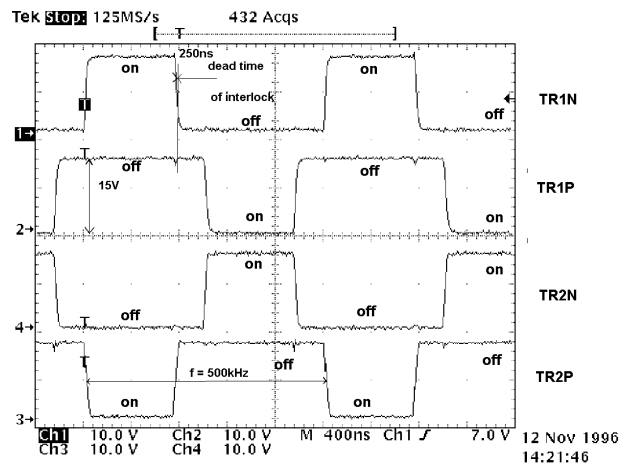 Tek Stop: 125MS/s 432 Acqs
[ T ]
250ns
on
dead time
on
T
of interlock
TR1N
off
off
1→
T
off
off
TR1P
15V
on
on
2→
on
on
off
off
TR2N
T
4→
T
off
off
TR2P
f = 500kHz
on
on
3→
Ch1 10.0 V Ch2 10.0 V M 400ns Ch1 7.0 V
Ch3 10.0 V Ch4 10.0 V
12 Nov 1996
14:21:46